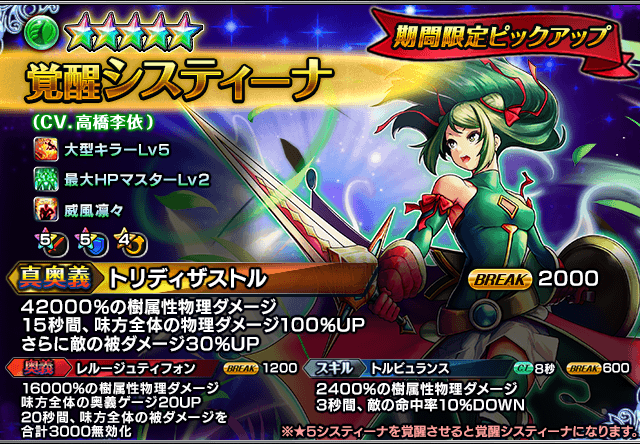 期間限定ピックアップ
覚醒システィーナ
(CV.高橋李依)
大型キラーLv5
最大HPマスターLv2
威風凛々
5 5 4
真奥義 トリディザストル BREAK 2000
42000%の樹属性物理ダメージ
15秒間、味方全体の物理ダメージ100%UP
さらに敵の被ダメージ30%UP
奥義 レルージュティフォン BREAK 1200
16000%の樹属性物理ダメージ
味方全体の奥義ゲージ20UP
20秒間、味方全体の被ダメージを
合計3000無効化
スキル トルビュランス CT 8秒 BREAK 600
2400%の樹属性物理ダメージ
3秒間、敵の命中率10%DOWN
※★5システィーナを覚醒させると覚醒システィーナになります。